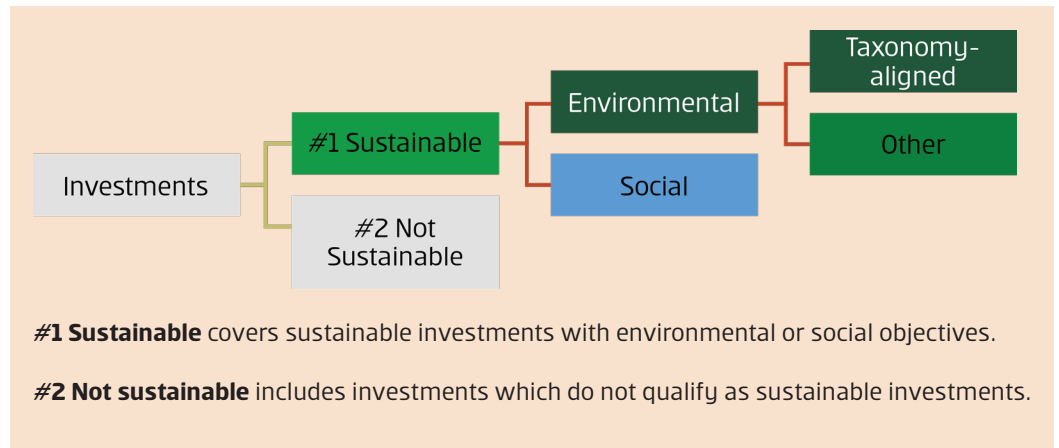 Taxonomy-
aligned
Environmental
#1 Sustainable
Other
Investments
Social
#2 Not
Sustainable
#1 Sustainable covers sustainable investments with environmental or social objectives.
#2 Not sustainable includes investments which do not qualify as sustainable investments.